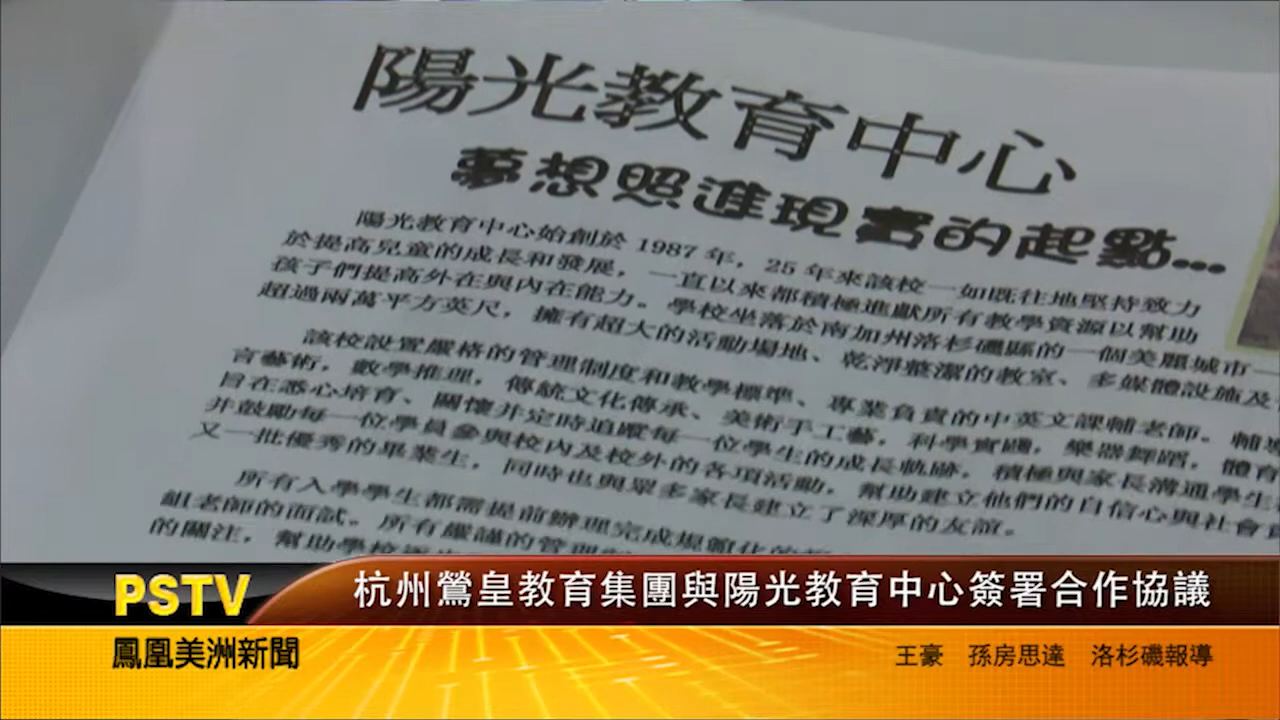 陽光教育中心
夢想照進現實的起點...
陽光教育中心始創於 1987 年，25 年來該校一如既往地堅持致力
於提高兒童的成長和發展，一直以來都積極進獻所有教學資源以幫助
孩子們提高外在與內在能力。學校坐落於南加州洛杉磯縣的一個美麗城市一
超過兩萬平方英尺，擁有超大的活動場地、乾淨整潔的教室、多媒體設施及
該校設置嚴格的管理制度和教學標準、專業負責的中英文課輔老師。輔導
言藝術，數學推理，傳統文化傳承、美術手工藝，科學實踐，樂器舞蹈，體育
旨在悉心培育、關懷并定時追蹤每一位學生的成長軌跡，積極與家長溝通學生
并鼓勵每一位學員參與校內及校外的各項活動，幫助建立他們的自信心與社會
又一批優秀的畢業生，同時也與眾多家長建立了深厚的友誼。
所有入學學生都需提前辦理完成規範化的
組老師的面試。所有嚴謹的管理
的關注，幫助學校
PSTV
杭州鶯皇教育集團與陽光教育中心簽署合作協議
鳳凰美洲新聞
王豪 孫房思達 洛杉磯報導